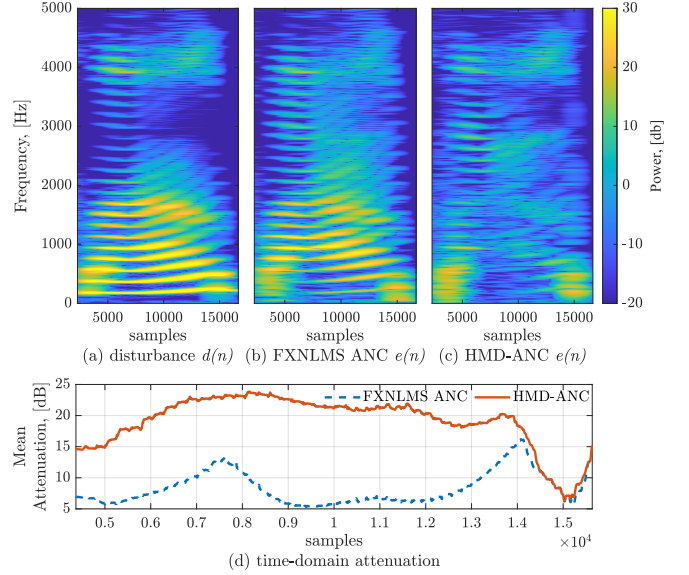 5000
4000
3000
2000
1000
0
Frequency, [Hz]
5000 10000 15000
5000 10000 15000
5000 10000 15000
samples
samples
samples
30
20
10
0
-10
-20
Power, [db]
(a) disturbance d(n) (b) FXNLMS ANC e(n) (c) HMD-ANC e(n)
25
20
15
10
5
Mean
Attenuation, [dB]
FXNLMS ANC HMD-ANC
0.5 0.6 0.7 0.8 0.9 1 1.1 1.2 1.3 1.4 1.5
samples
×10⁴
(d) time-domain attenuation